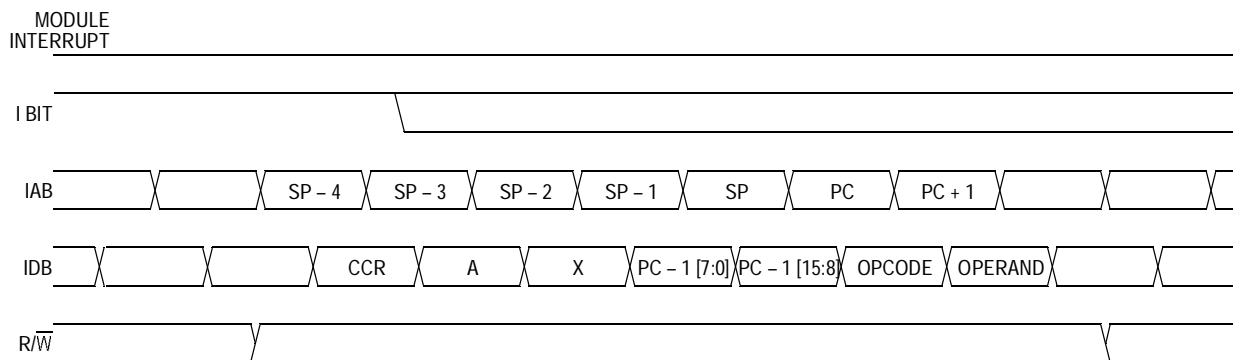 MODULE
INTERRUPT
I BIT
IAB SP – 4 SP – 3 SP – 2 SP – 1 SP PC PC + 1
IDB CCR A X PC – 1 [7:0] PC – 1 [15:8] OPCODE OPERAND
R/W̅